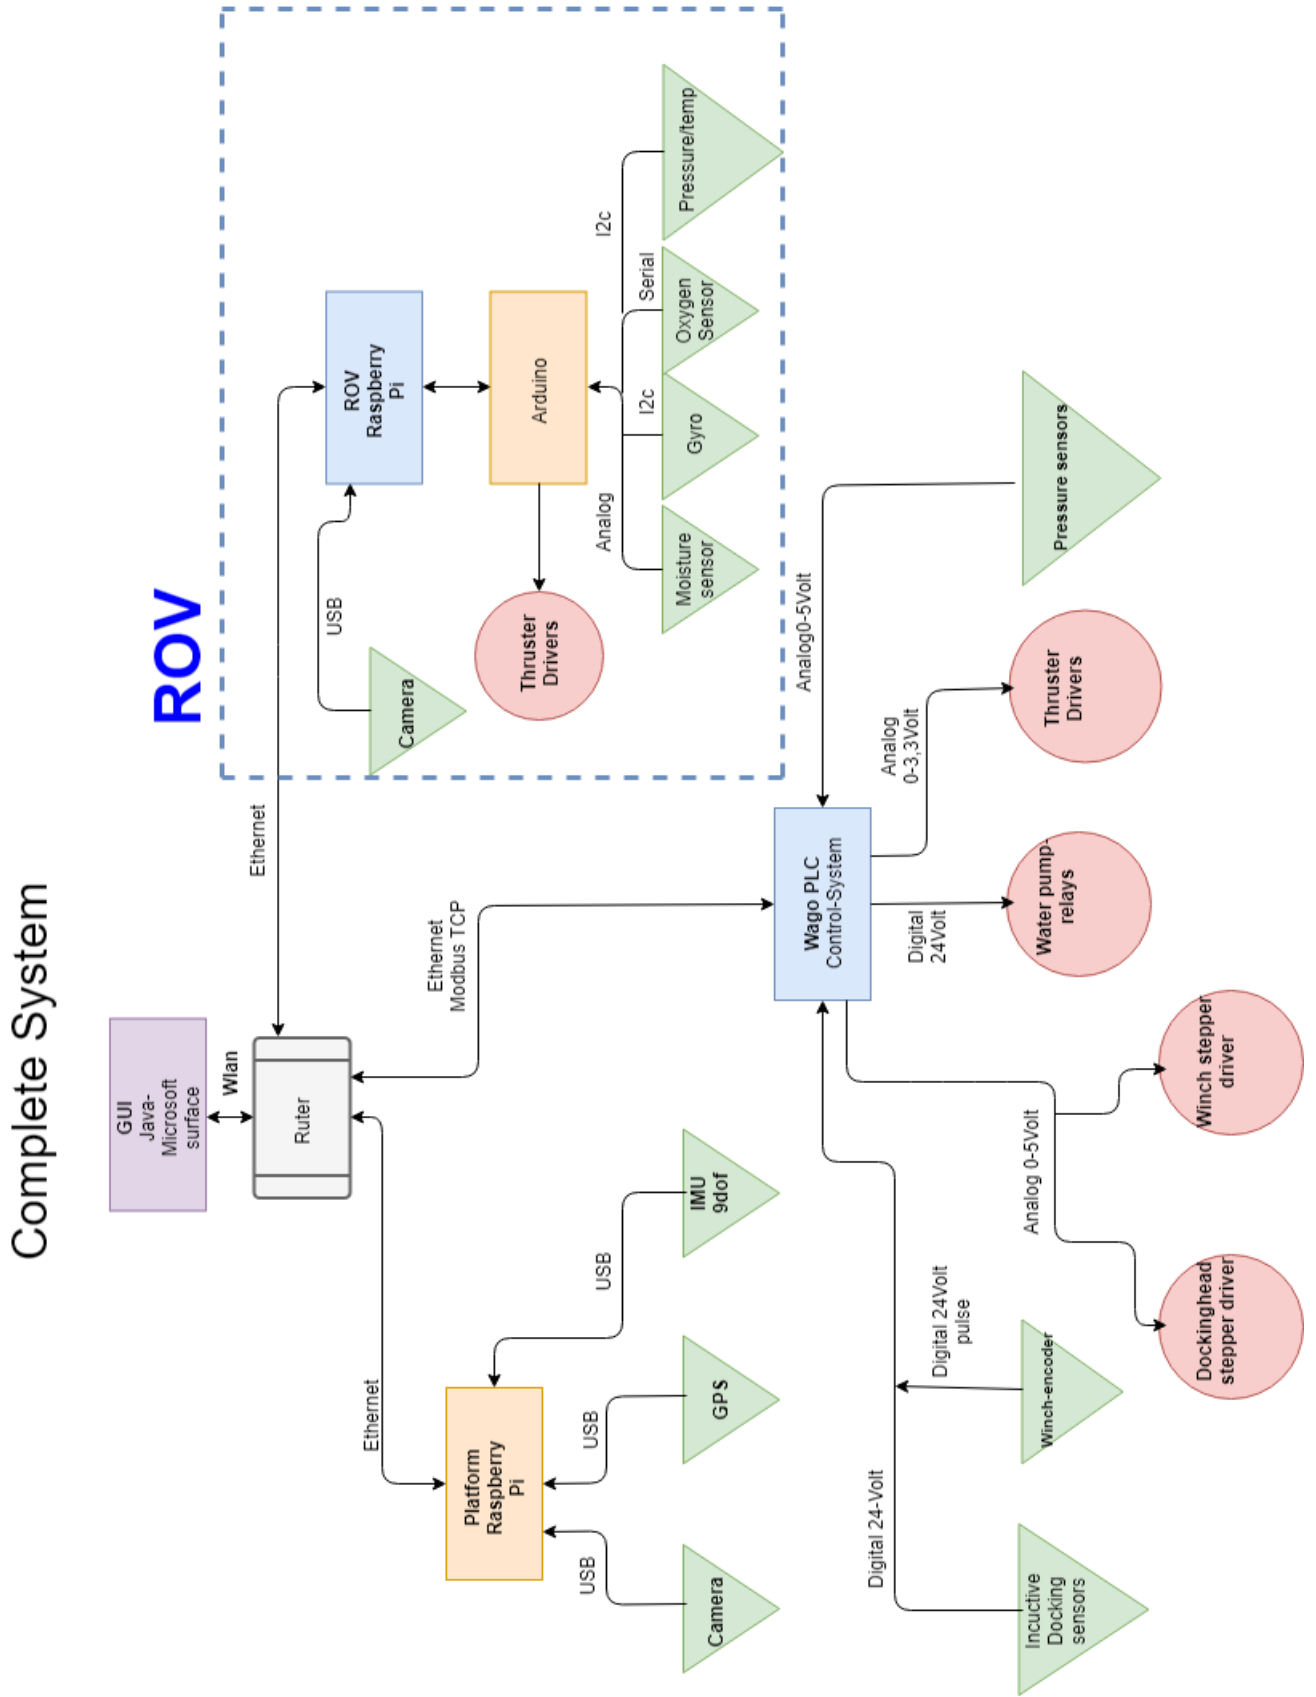 Complete System
ROV
GUI
Java-
Microsoft
surface
Wlan
Ruter
Ethernet
Ethernet
Ethernet
Modbus TCP
ROV
Raspberry
Pi
USB
Camera
Arduino
Thruster
Drivers
Analog
I2c
Serial
I2c
Moisture
sensor
Gyro
Oxygen
Sensor
Pressure/temp
Platform
Raspberry
Pi
USB
USB
USB
Camera
GPS
IMU
9dof
Wago PLC
Control-System
Digital 24-Volt
Digital 24Volt
pulse
Analog 0-5Volt
Digital
24Volt
Analog
0-3,3Volt
Analog0-5Volt
Incuctive
Docking
sensors
Winch-encoder
Dockinghead
stepper driver
Winch stepper
driver
Water pump-
relays
Thruster
Drivers
Pressure sensors